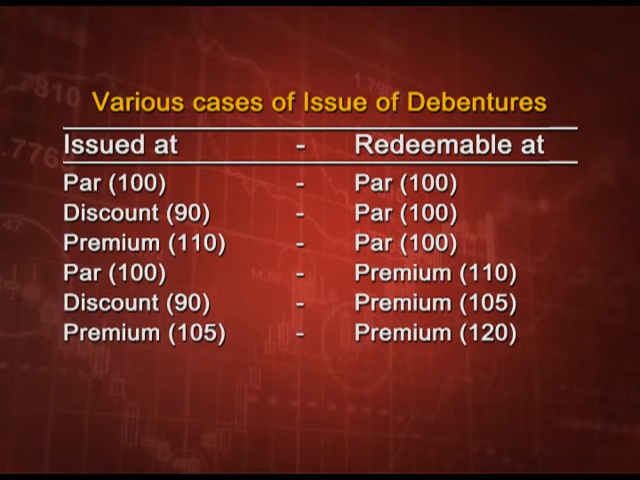 Various cases of Issue of Debentures
Issued at - Redeemable at
Par (100) - Par (100)
Discount (90) - Par (100)
Premium (110) - Par (100)
Par (100) - Premium (110)
Discount (90) - Premium (105)
Premium (105) - Premium (120)